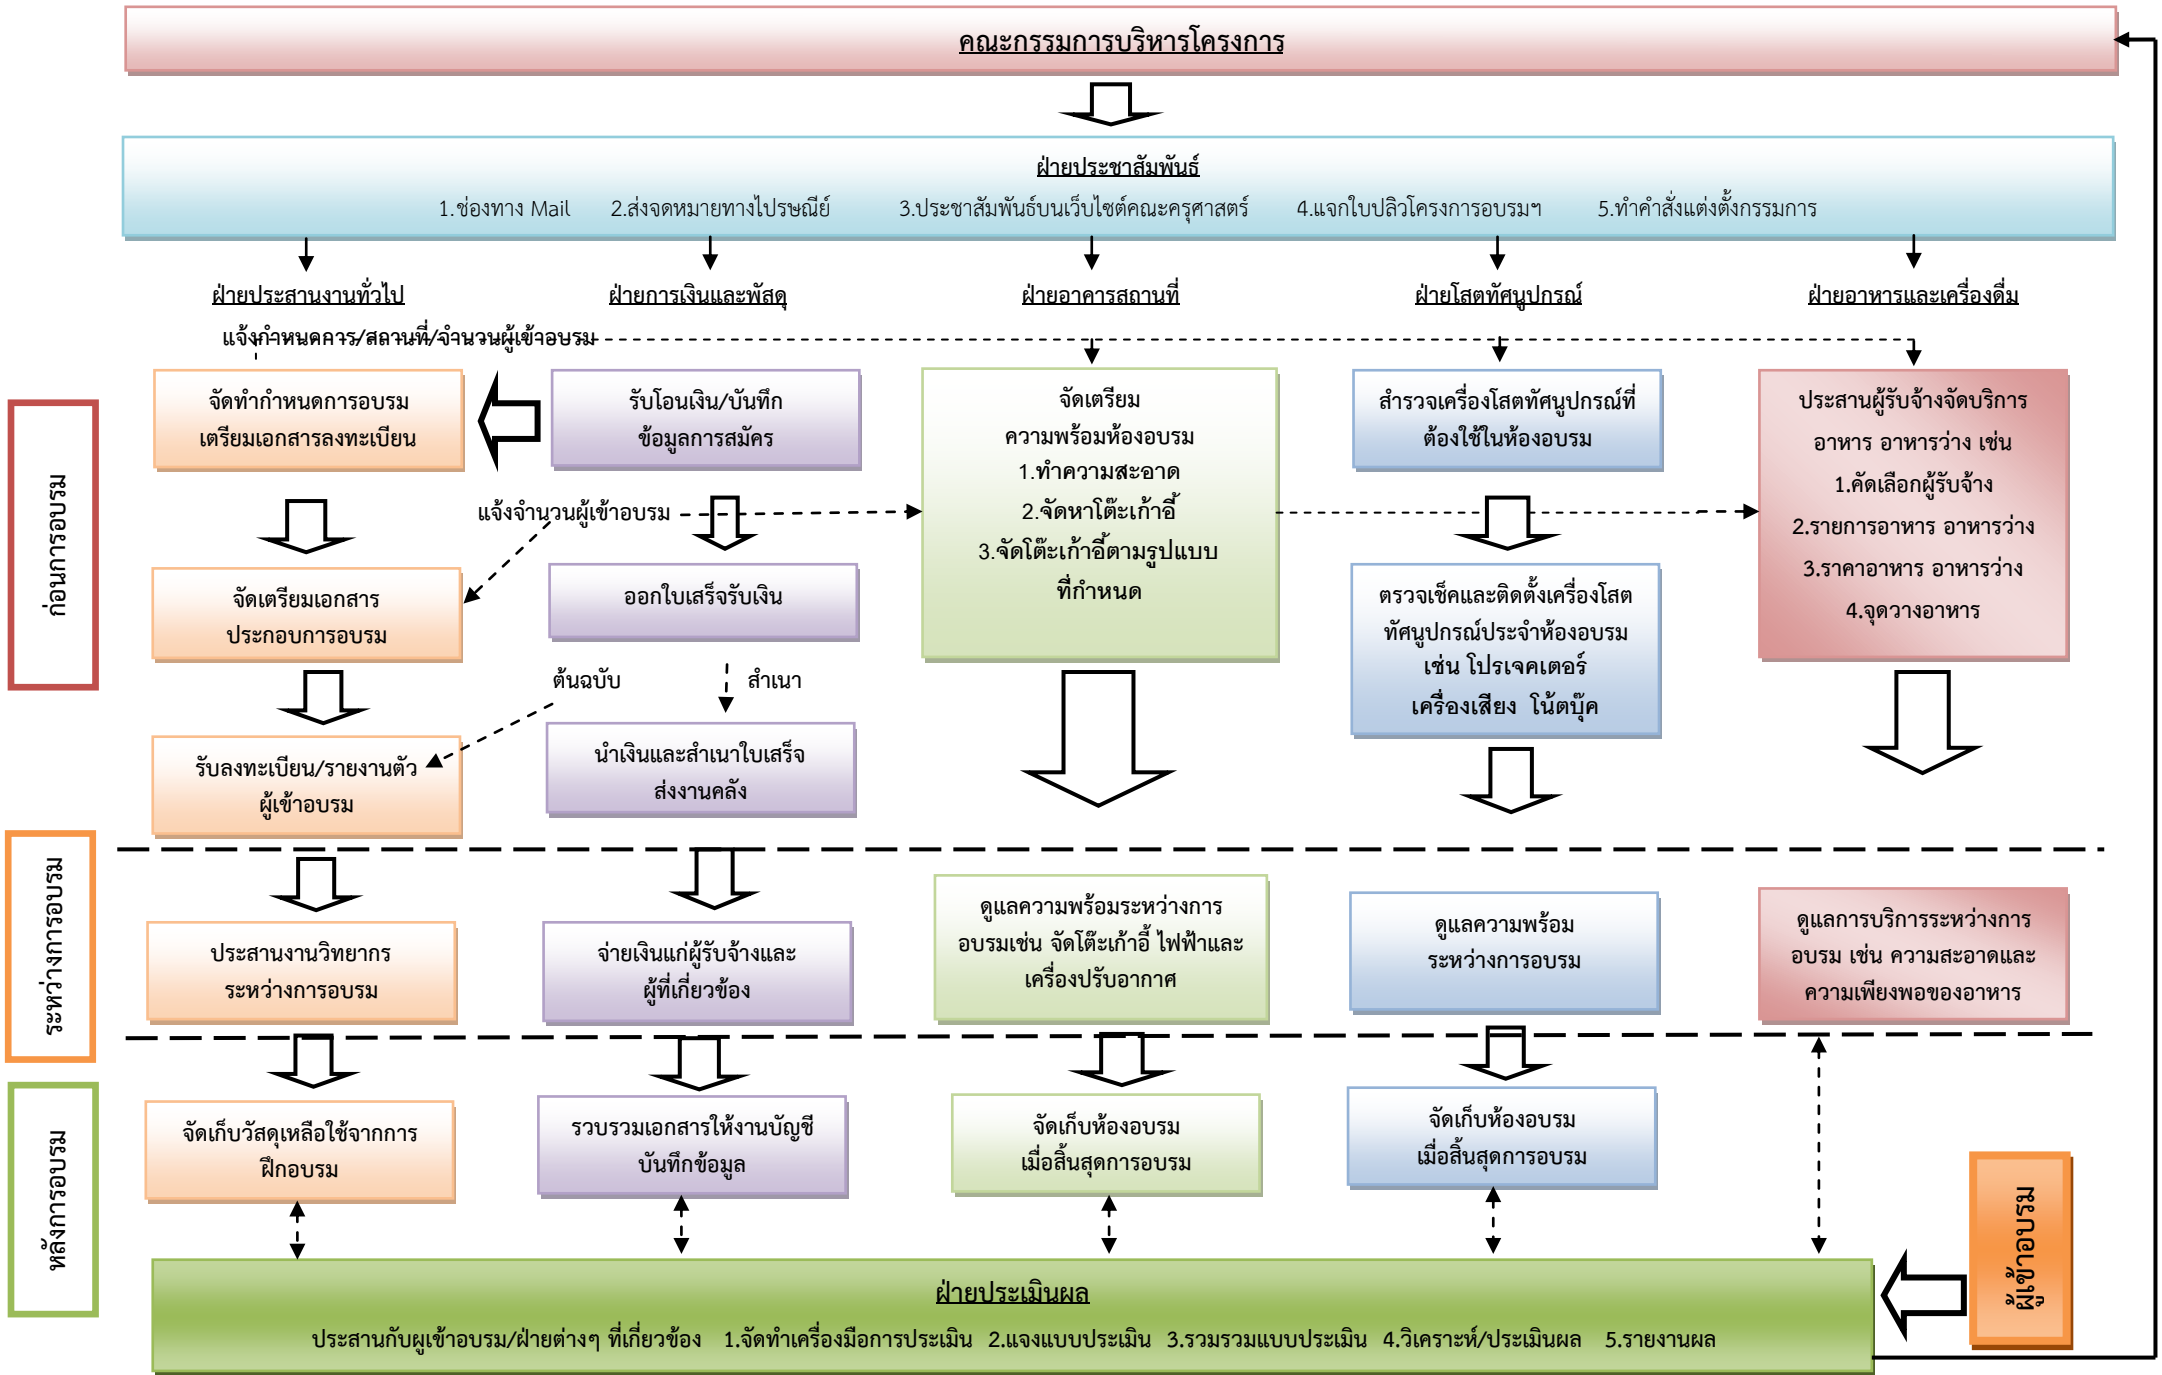 คณะกรรมการบริหารโครงการ
ฝ่ายประชาสัมพันธ์
1.ช่องทาง Mail 2.ส่งจดหมายทางไปรษณีย์ 3.ประชาสัมพันธ์บนเว็บไซต์คณะครุศาสตร์ 4.แจกใบปลิวโครงการอบรมฯ 5.ทำคำสั่งแต่งตั้งกรรมการ
ฝ่ายประสานงานทั่วไป
ฝ่ายการเงินและพัสดุ
ฝ่ายอาคารสถานที่
ฝ่ายโสตทัศนูปกรณ์
ฝ่ายอาหารและเครื่องดื่ม
แจ้งกำหนดการ/สถานที่/จำนวนผู้เข้าอบรม
ก่อนการอบรม
จัดทำกำหนดการอบรม
เตรียมเอกสารลงทะเบียน
รับโอนเงิน/บันทึก
ข้อมูลการสมัคร
จัดเตรียม
ความพร้อมห้องอบรม
1.ทำความสะอาด
2.จัดหาโต๊ะเก้าอี้
3.จัดโต๊ะเก้าอี้ตามรูปแบบ
ที่กำหนด
สำรวจเครื่องโสตทัศนูปกรณ์ที่
ต้องใช้ในห้องอบรม
ประสานผู้รับจ้างจัดบริการ
อาหาร อาหารว่าง เช่น
1.คัดเลือกผู้รับจ้าง
2.รายการอาหาร อาหารว่าง
3.ราคาอาหาร อาหารว่าง
4.จุดวางอาหาร
แจ้งจำนวนผู้เข้าอบรม
จัดเตรียมเอกสาร
ประกอบการอบรม
ออกใบเสร็จรับเงิน
ตรวจเช็คและติดตั้งเครื่องโสต
ทัศนูปกรณ์ประจำห้องอบรม
เช่น โปรเจคเตอร์
เครื่องเสียง โน้ตบุ๊ค
ต้นฉบับ
สำเนา
รับลงทะเบียน/รายงานตัว
ผู้เข้าอบรม
นำเงินและสำเนาใบเสร็จ
ส่งงานคลัง
ระหว่างการอบรม
ประสานงานวิทยากร
ระหว่างการอบรม
จ่ายเงินแก่ผู้รับจ้างและ
ผู้ที่เกี่ยวข้อง
ดูแลความพร้อมระหว่างการ
อบรมเช่น จัดโต๊ะเก้าอี้ ไฟฟ้าและ
เครื่องปรับอากาศ
ดูแลความพร้อม
ระหว่างการอบรม
ดูแลการบริการระหว่างการ
อบรม เช่น ความสะอาดและ
ความเพียงพอของอาหาร
หลังการอบรม
จัดเก็บวัสดุเหลือใช้จากการ
ฝึกอบรม
รวบรวมเอกสารให้งานบัญชี
บันทึกข้อมูล
จัดเก็บห้องอบรม
เมื่อสิ้นสุดการอบรม
จัดเก็บห้องอบรม
เมื่อสิ้นสุดการอบรม
ผู้เข้าอบรม
ฝ่ายประเมินผล
ประสานกับผูเข้าอบรม/ฝ่ายต่างๆ ที่เกี่ยวข้อง 1.จัดทำเครื่องมือการประเมิน 2.แจงแบบประเมิน 3.รวมรวมแบบประเมิน 4.วิเคราะห์/ประเมินผล 5.รายงานผล